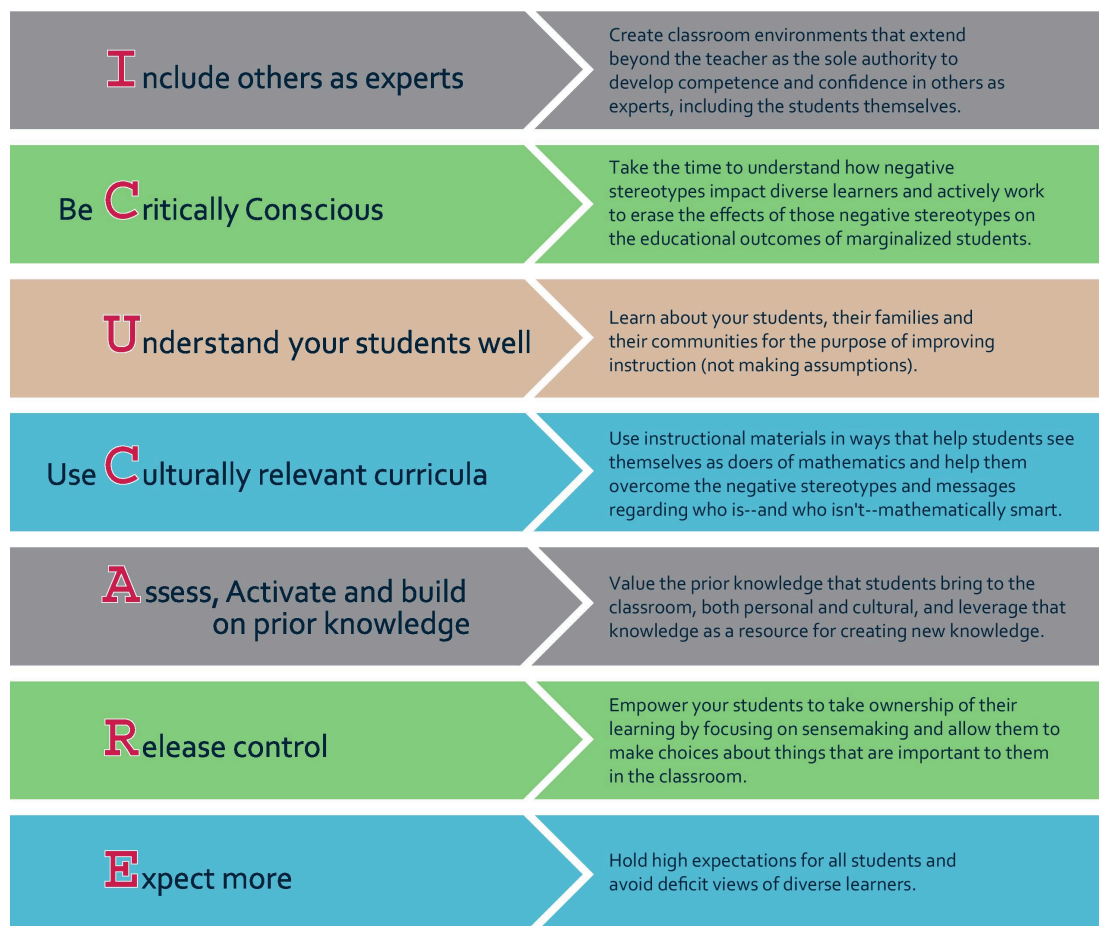 Include others as experts
Create classroom environments that extend
beyond the teacher as the sole authority to
develop competence and confidence in others as
experts, including the students themselves.
Be Critically Conscious
Take the time to understand how negative
stereotypes impact diverse learners and actively work
to erase the effects of those negative stereotypes on
the educational outcomes of marginalized students.
Understand your students well
Learn about your students, their families and
their communities for the purpose of improving
instruction (not making assumptions).
Use Culturally relevant curricula
Use instructional materials in ways that help students see
themselves as doers of mathematics and help them
overcome the negative stereotypes and messages
regarding who is--and who isn't--mathematically smart.
Assess, Activate and build
on prior knowledge
Value the prior knowledge that students bring to the
classroom, both personal and cultural, and leverage that
knowledge as a resource for creating new knowledge.
Release control
Empower your students to take ownership of their
learning by focusing on sensemaking and allow them to
make choices about things that are important to them
in the classroom.
Expect more
Hold high expectations for all students and
avoid deficit views of diverse learners.